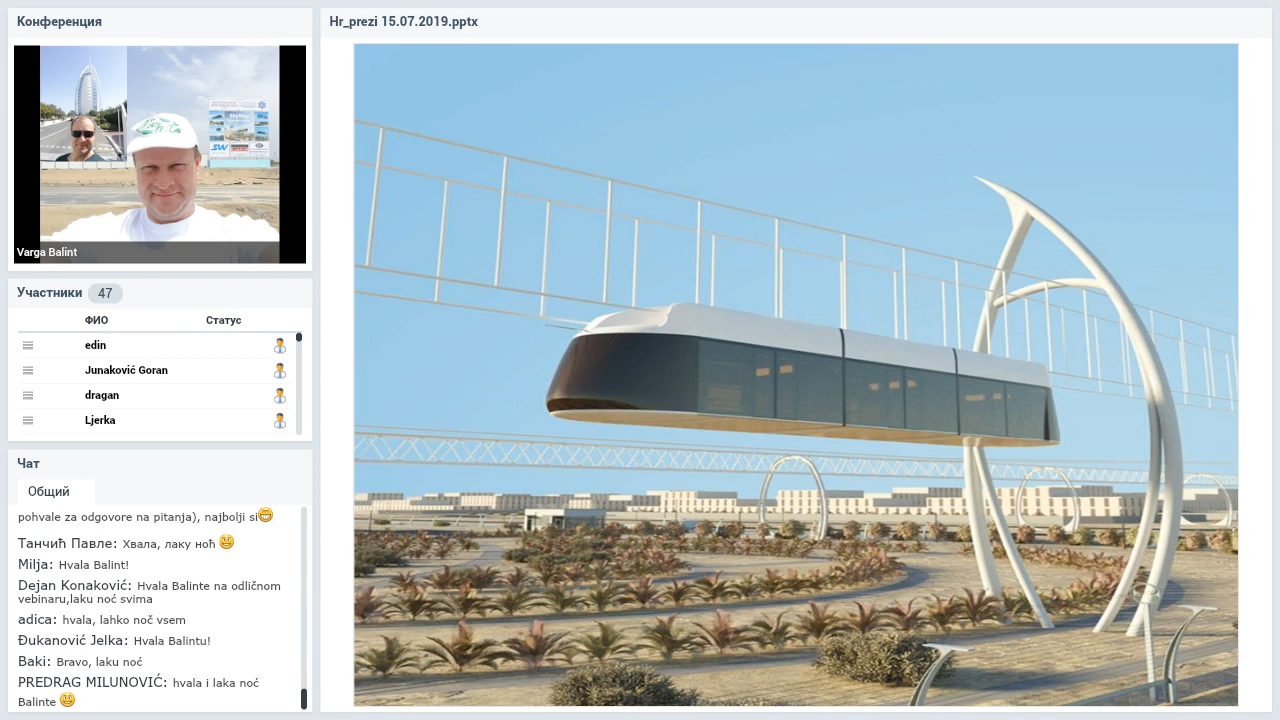 Конференция
SkyWay
SW
Varga Balint
Участники 47
ФИО Статус
edin
Junaković Goran
dragan
Ljerka
Чат
Общий
pohvale za odgovore na pitanja), najbolji si
Танчић Павле: Хвала, лаку ноћ
Milja: Hvala Balint!
Dejan Konaković: Hvala Balinte na odličnom
vebinaru,laku noć svima
adica: hvala, lahko noč vsem
Đukanović Jelka: Hvala Balintu!
Baki: Bravo, laku noć
PREDRAG MILUNOVIĆ: hvala i laka noć
Balinte
Hr_prezi 15.07.2019.pptx